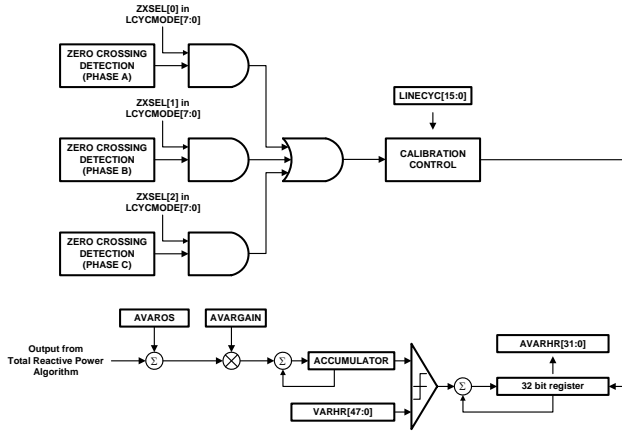 ZXSEL[0] in
LCYCMODE[7:0]
ZERO CROSSING
DETECTION
(PHASE A)
ZXSEL[1] in
LCYCMODE[7:0]
ZERO CROSSING
DETECTION
(PHASE B)
ZXSEL[2] in
LCYCMODE[7:0]
ZERO CROSSING
DETECTION
(PHASE C)
LINECYC[15:0]
CALIBRATION
CONTROL
AVAROS
AVARGAIN
Output from
Total Reactive Power
Algorithm
Σ
Σ
ACCUMULATOR
VARHR[47:0]
Σ
AVARHR[31:0]
32 bit register